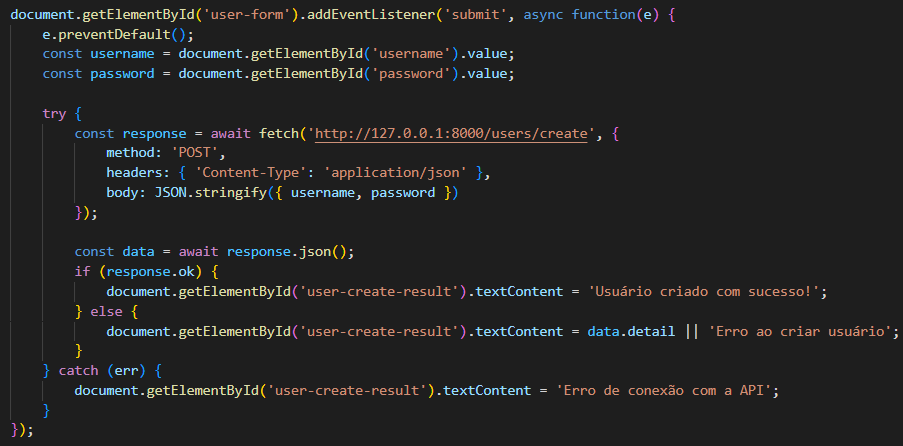 document.getElementById('user-form').addEventListener('submit', async function(e) {
    e.preventDefault();
    const username = document.getElementById('username').value;
    const password = document.getElementById('password').value;

    try {
        const response = await fetch('http://127.0.0.1:8000/users/create', {
            method: 'POST',
            headers: { 'Content-Type': 'application/json' },
            body: JSON.stringify({ username, password })
        });

        const data = await response.json();
        if (response.ok) {
            document.getElementById('user-create-result').textContent = 'Usuário criado com sucesso!';
        } else {
            document.getElementById('user-create-result').textContent = data.detail || 'Erro ao criar usuário';
        }
    } catch (err) {
        document.getElementById('user-create-result').textContent = 'Erro de conexão com a API';
    }
});